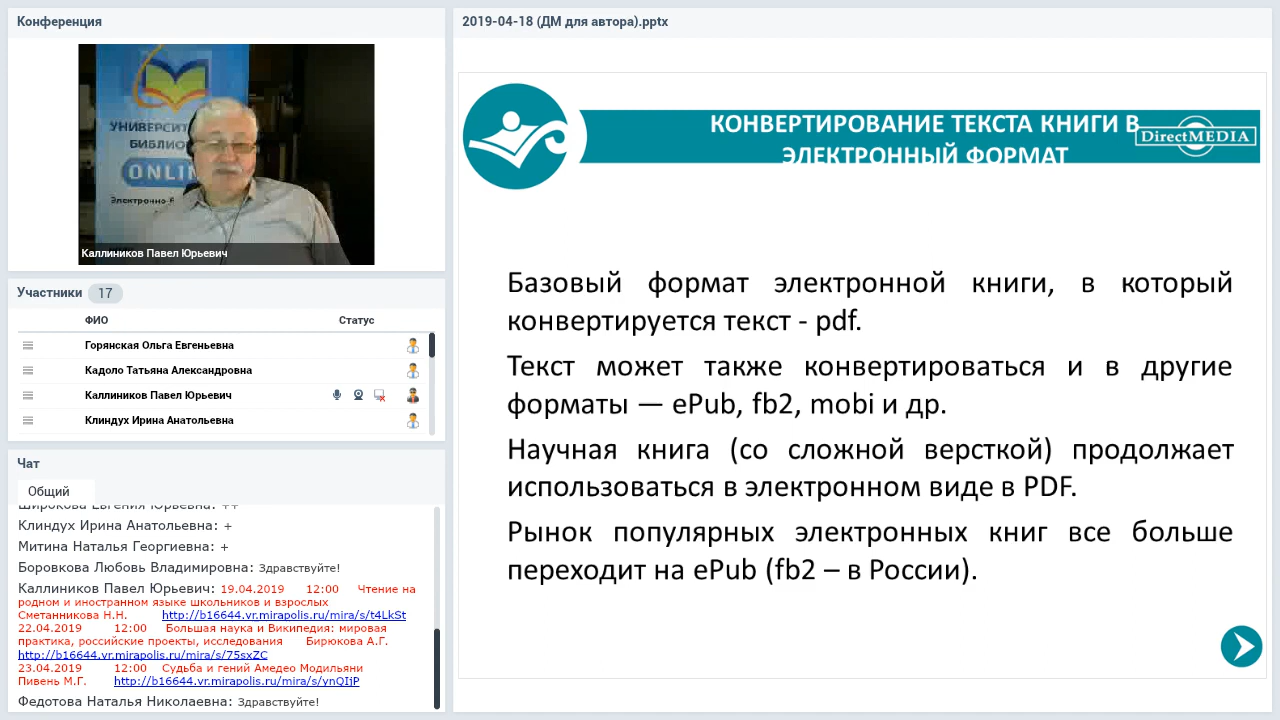 Конференция
УНИВЕРСИТ
БИБЛИО
ONLIN
Каллиников Павел Юрьевич
Участники 17
ФИО Статус
Горянская Ольга Евгеньевна
Кадоло Татьяна Александровна
Каллиников Павел Юрьевич
Клиндух Ирина Анатольевна
Чат
Общий
Широкова Евгения Юрьевна: ++
Клиндух Ирина Анатольевна: +
Митина Наталья Георгиевна: +
Боровкова Любовь Владимировна: Здравствуйте!
Каллиников Павел Юрьевич: 19.04.2019 12:00 Чтение на
родном и иностранном языке школьников и взрослых
Сметанникова Н.Н. http://b16644.vr.mirapolis.ru/mira/s/t4LkSt
22.04.2019 12:00 Большая наука и Википедия: мировая
практика, российские проекты, исследования Бирюкова А.Г.
http://b16644.vr.mirapolis.ru/mira/s/75sxZC
23.04.2019 12:00 Судьба и гений Амедео Модильяни
Пивень М.Г. http://b16644.vr.mirapolis.ru/mira/s/ynQIjP
Федотова Наталья Николаевна: Здравствуйте!
2019-04-18 (ДМ для автора).pptx
КОНВЕРТИРОВАНИЕ ТЕКСТА КНИГИ В
ЭЛЕКТРОННЫЙ ФОРМАТ
DirectMEDIA
Базовый формат электронной книги, в который
конвертируется текст - pdf.
Текст может также конвертироваться и в другие
форматы — ePub, fb2, mobi и др.
Научная книга (со сложной версткой) продолжает
использоваться в электронном виде в PDF.
Рынок популярных электронных книг все больше
переходит на ePub (fb2 – в России).